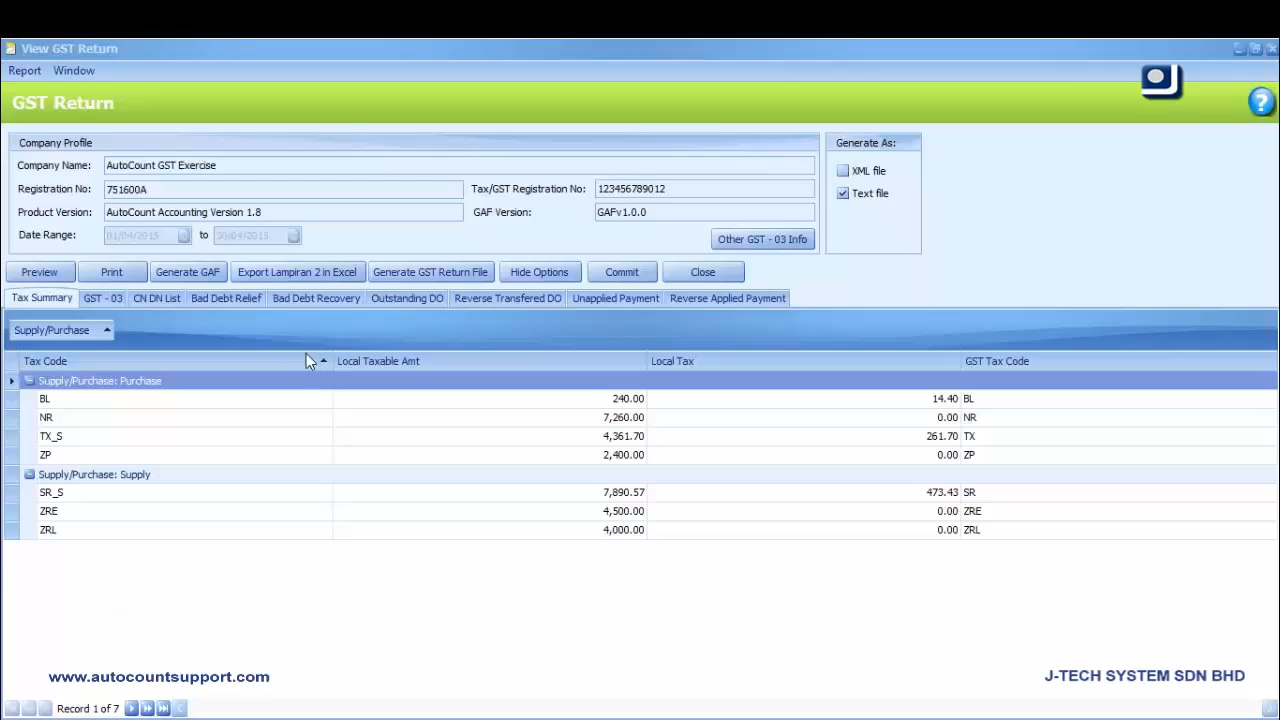 View GST Return
Report Window
GST Return
Company Profile
Generate As:
Company Name: AutoCount GST Exercise
XML file
Registration No: 751600A Tax/GST Registration No: 123456789012
Text file
Product Version: AutoCount Accounting Version 1.8 GAF Version: GAFv1.0.0
Date Range: 01/04/2015 to 30/04/2015 Other GST - 03 Info
Preview Print Generate GAF Export Lampiran 2 in Excel Generate GST Return File Hide Options Commit Close
Tax Summary GST - 03 CN DN List Bad Debt Relief Bad Debt Recovery Outstanding DO Reverse Transfered DO Unapplied Payment Reverse Applied Payment
Supply/Purchase
Tax Code Local Taxable Amt Local Tax GST Tax Code
Supply/Purchase: Purchase
BL 240.00 14.40 BL
NR 7,260.00 0.00 NR
TX_S 4,361.70 261.70 TX
ZP 2,400.00 0.00 ZP
Supply/Purchase: Supply
SR_S 7,890.57 473.43 SR
ZRE 4,500.00 0.00 ZRE
ZRL 4,000.00 0.00 ZRL
www.autocountsupport.com
J-TECH SYSTEM SDN BHD
Record 1 of 7